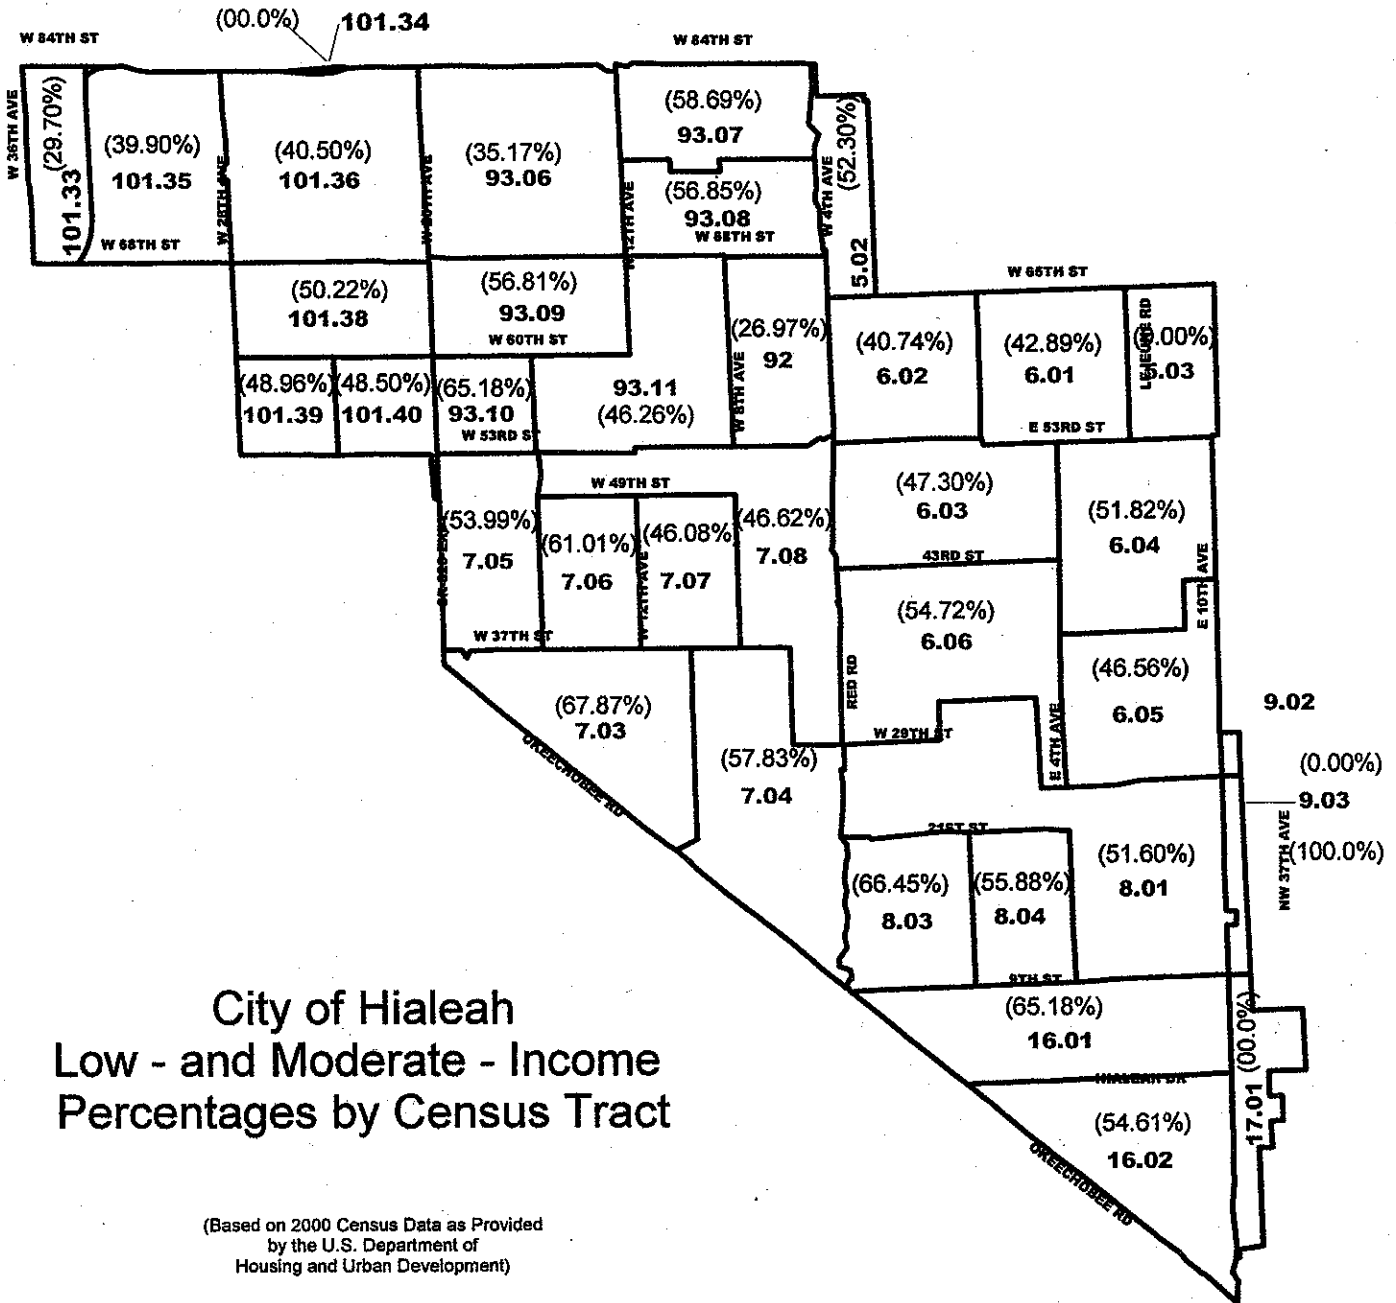 (00.0%) 101.34
W 84TH ST
W 84TH ST
W 36TH AVE
(29.70%)
101.33
(39.90%)
101.35
W 28TH AVE
(40.50%)
101.36
(35.17%)
93.06
(58.69%)
93.07
(56.85%)
93.08
W 68TH ST
W 4TH AVE
(52.30%)
5.02
W 68TH ST
(50.22%)
101.38
(56.81%)
93.09
W 60TH ST
W 65TH ST
(26.97%)
92
W 8TH AVE
(40.74%)
6.02
(42.89%)
6.01
LEJEUNE RD
5.03
(48.96%)
101.39
(48.50%)
101.40
(65.18%)
93.10
W 53RD ST
93.11
(46.26%)
E 53RD ST
W 49TH ST
(53.99%)
7.05
(61.01%)
7.06
W 12TH AVE
(46.08%
7.07
(46.62%)
7.08
(47.30%)
6.03
43RD ST
(51.82%)
6.04
E 10TH AVE
W 37TH ST
(54.72%)
6.06
RED RD
(46.56%)
6.05
E 4TH AVE
W 29TH ST
(67.87%)
7.03
OKEECHOBEE RD
(57.83%)
7.04
9.02
(0.00%)
9.03
(100.0%)
NW 37TH AVE
21ST ST
(66.45%)
8.03
(55.88%)
8.04
(51.60%)
8.01
9TH ST
(65.18%)
16.01
HIALEAH DR
(00.0%)
17.01
(54.61%)
16.02
OKEECHOBEE RD
City of Hialeah
Low - and Moderate - Income
Percentages by Census Tract
(Based on 2000 Census Data as Provided
by the U.S. Department of
Housing and Urban Development)